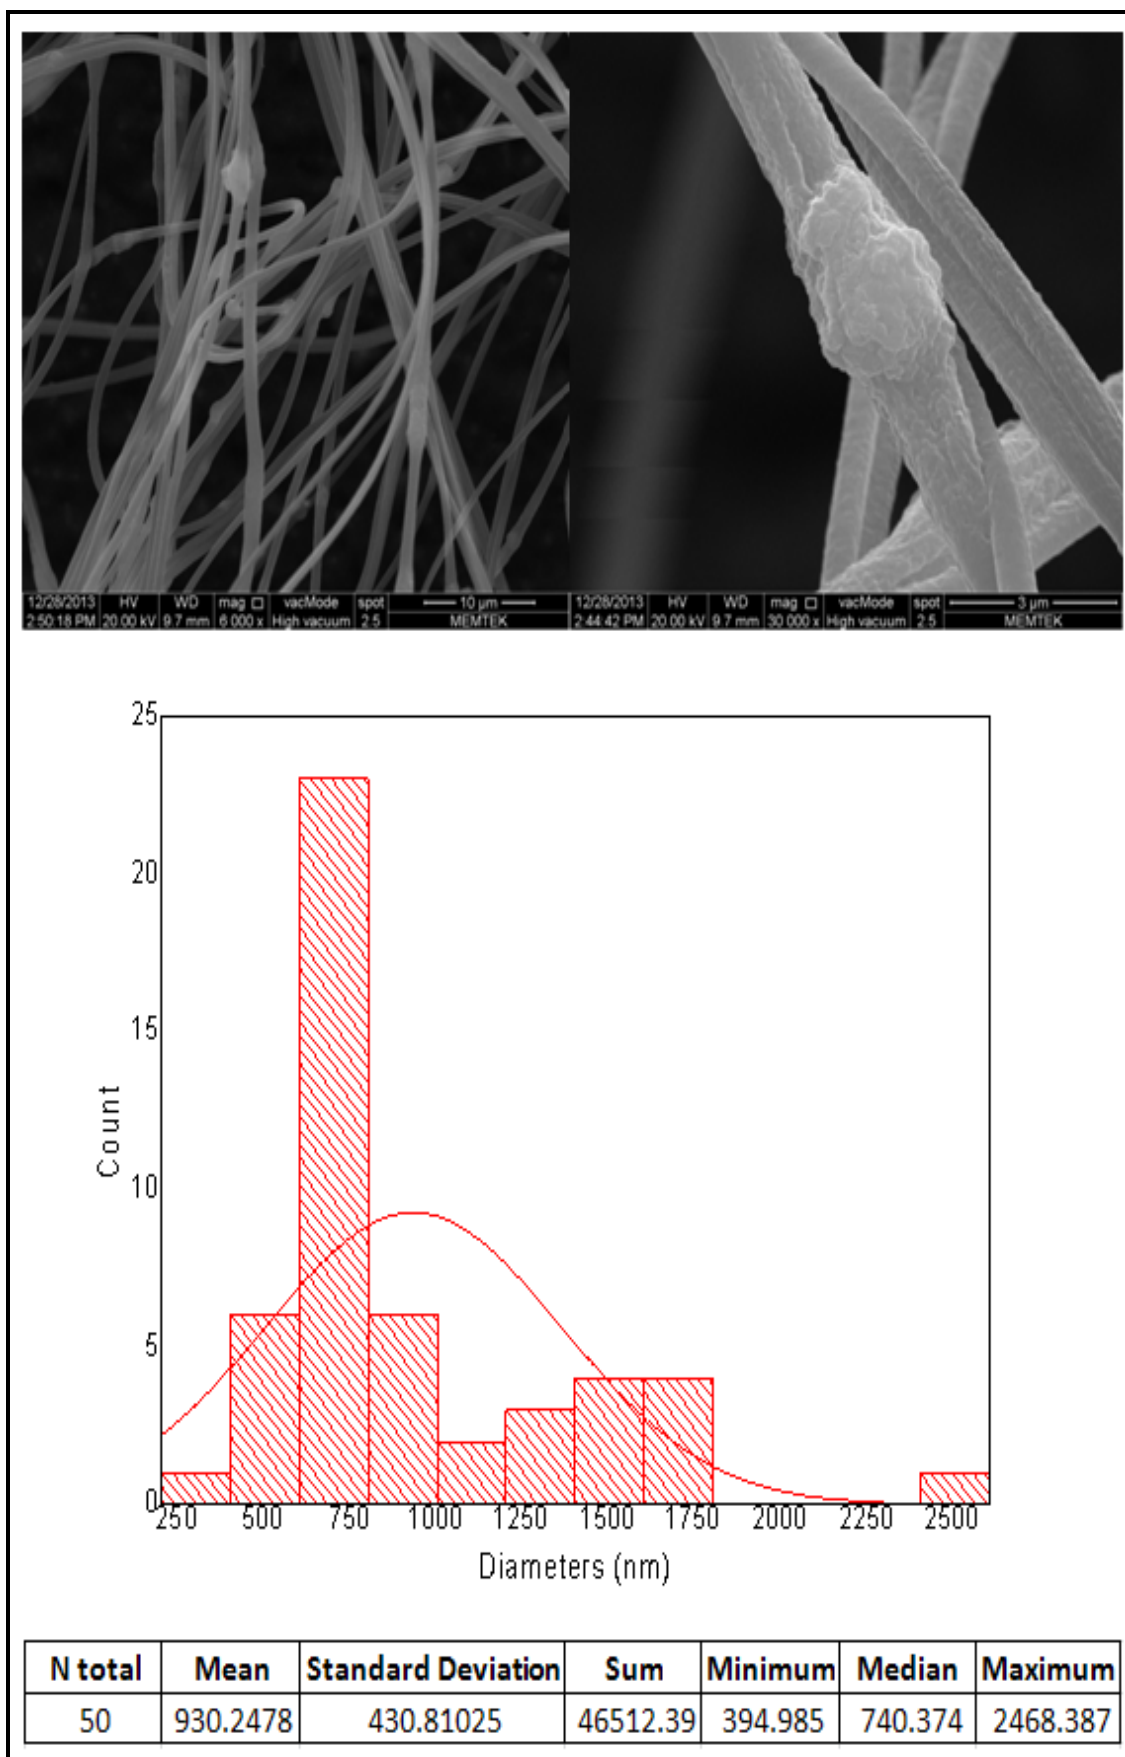 12/28/2013 HV WD mag □ vacMode spot 10 µm
2:50:18 PM 20.00 kV 9.7 mm 6 000 x High vacuum 2.5 MEMTEK
12/28/2013 HV WD mag □ vacMode spot 3 µm
2:44:42 PM 20.00 kV 9.7 mm 30 000 x High vacuum 2.5 MEMTEK
25
20
15
10
5
0
Count
250 500 750 1000 1250 1500 1750 2000 2250 2500
Diameters (nm)
N total Mean Standard Deviation Sum Minimum Median Maximum
50 930.2478 430.81025 46512.39 394.985 740.374 2468.387